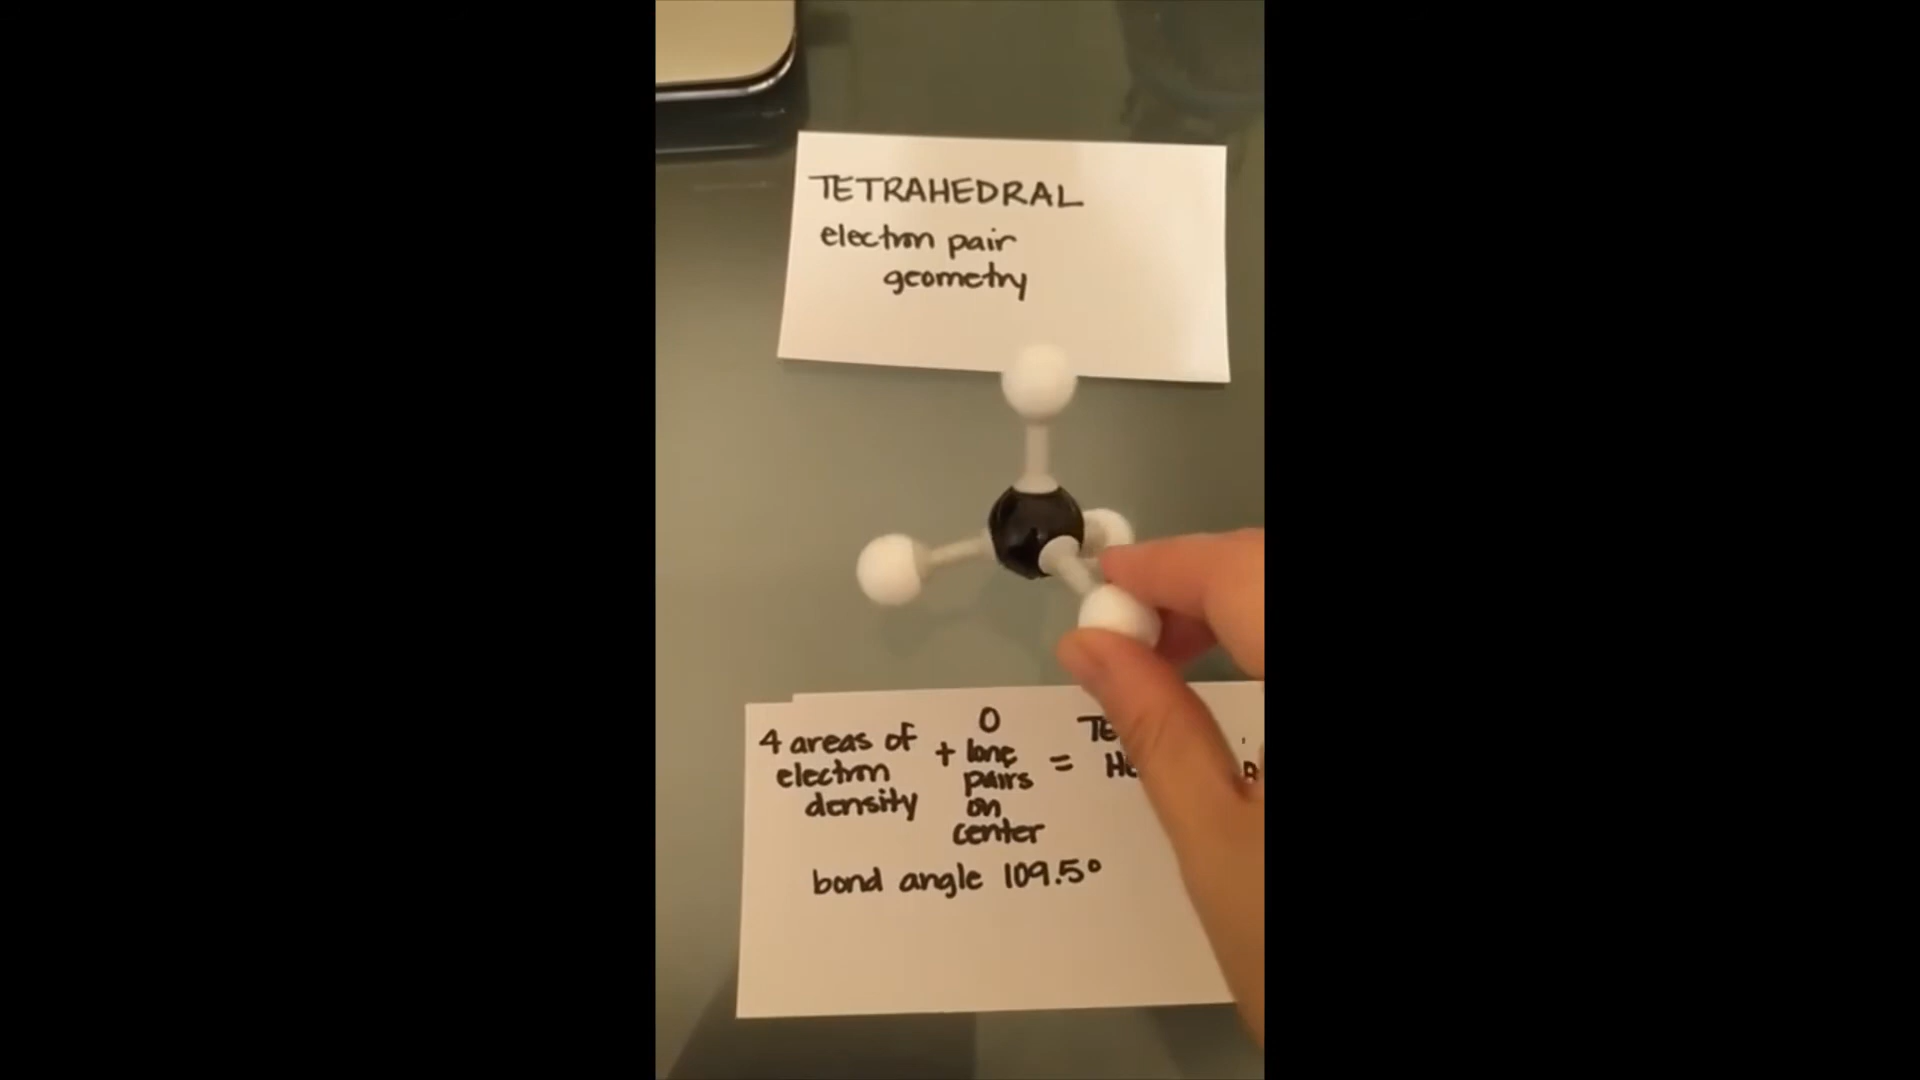 TETRAHEDRAL
electron pair
geometry
4 areas of
electron
density
+
0
lone
pairs
on
center
=
bond angle 109.5°